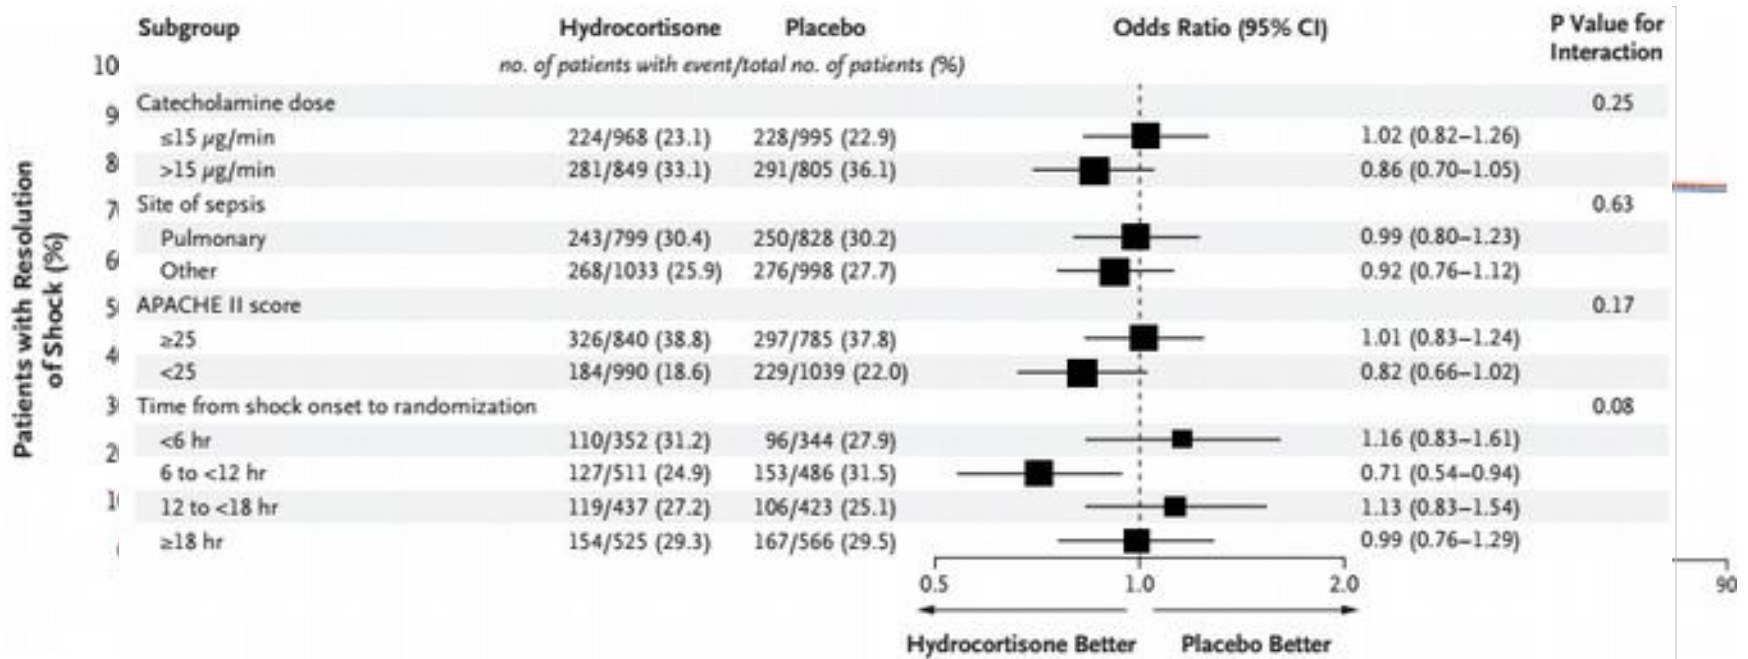 Subgroup Hydrocortisone Placebo Odds Ratio (95% CI) P Value for Interaction
no. of patients with event/total no. of patients (%)
Catecholamine dose 0.25
≤15 µg/min 224/968 (23.1) 228/995 (22.9) 1.02 (0.82–1.26)
>15 µg/min 281/849 (33.1) 291/805 (36.1) 0.86 (0.70–1.05)
Site of sepsis 0.63
Pulmonary 243/799 (30.4) 250/828 (30.2) 0.99 (0.80–1.23)
Other 268/1033 (25.9) 276/998 (27.7) 0.92 (0.76–1.12)
APACHE II score 0.17
≥25 326/840 (38.8) 297/785 (37.8) 1.01 (0.83–1.24)
<25 184/990 (18.6) 229/1039 (22.0) 0.82 (0.66–1.02)
Time from shock onset to randomization 0.08
<6 hr 110/352 (31.2) 96/344 (27.9) 1.16 (0.83–1.61)
6 to <12 hr 127/511 (24.9) 153/486 (31.5) 0.71 (0.54–0.94)
12 to <18 hr 119/437 (27.2) 106/423 (25.1) 1.13 (0.83–1.54)
≥18 hr 154/525 (29.3) 167/566 (29.5) 0.99 (0.76–1.29)
0.5 1.0 2.0
Hydrocortisone Better Placebo Better
Patients with Resolution
of Shock (%)
90